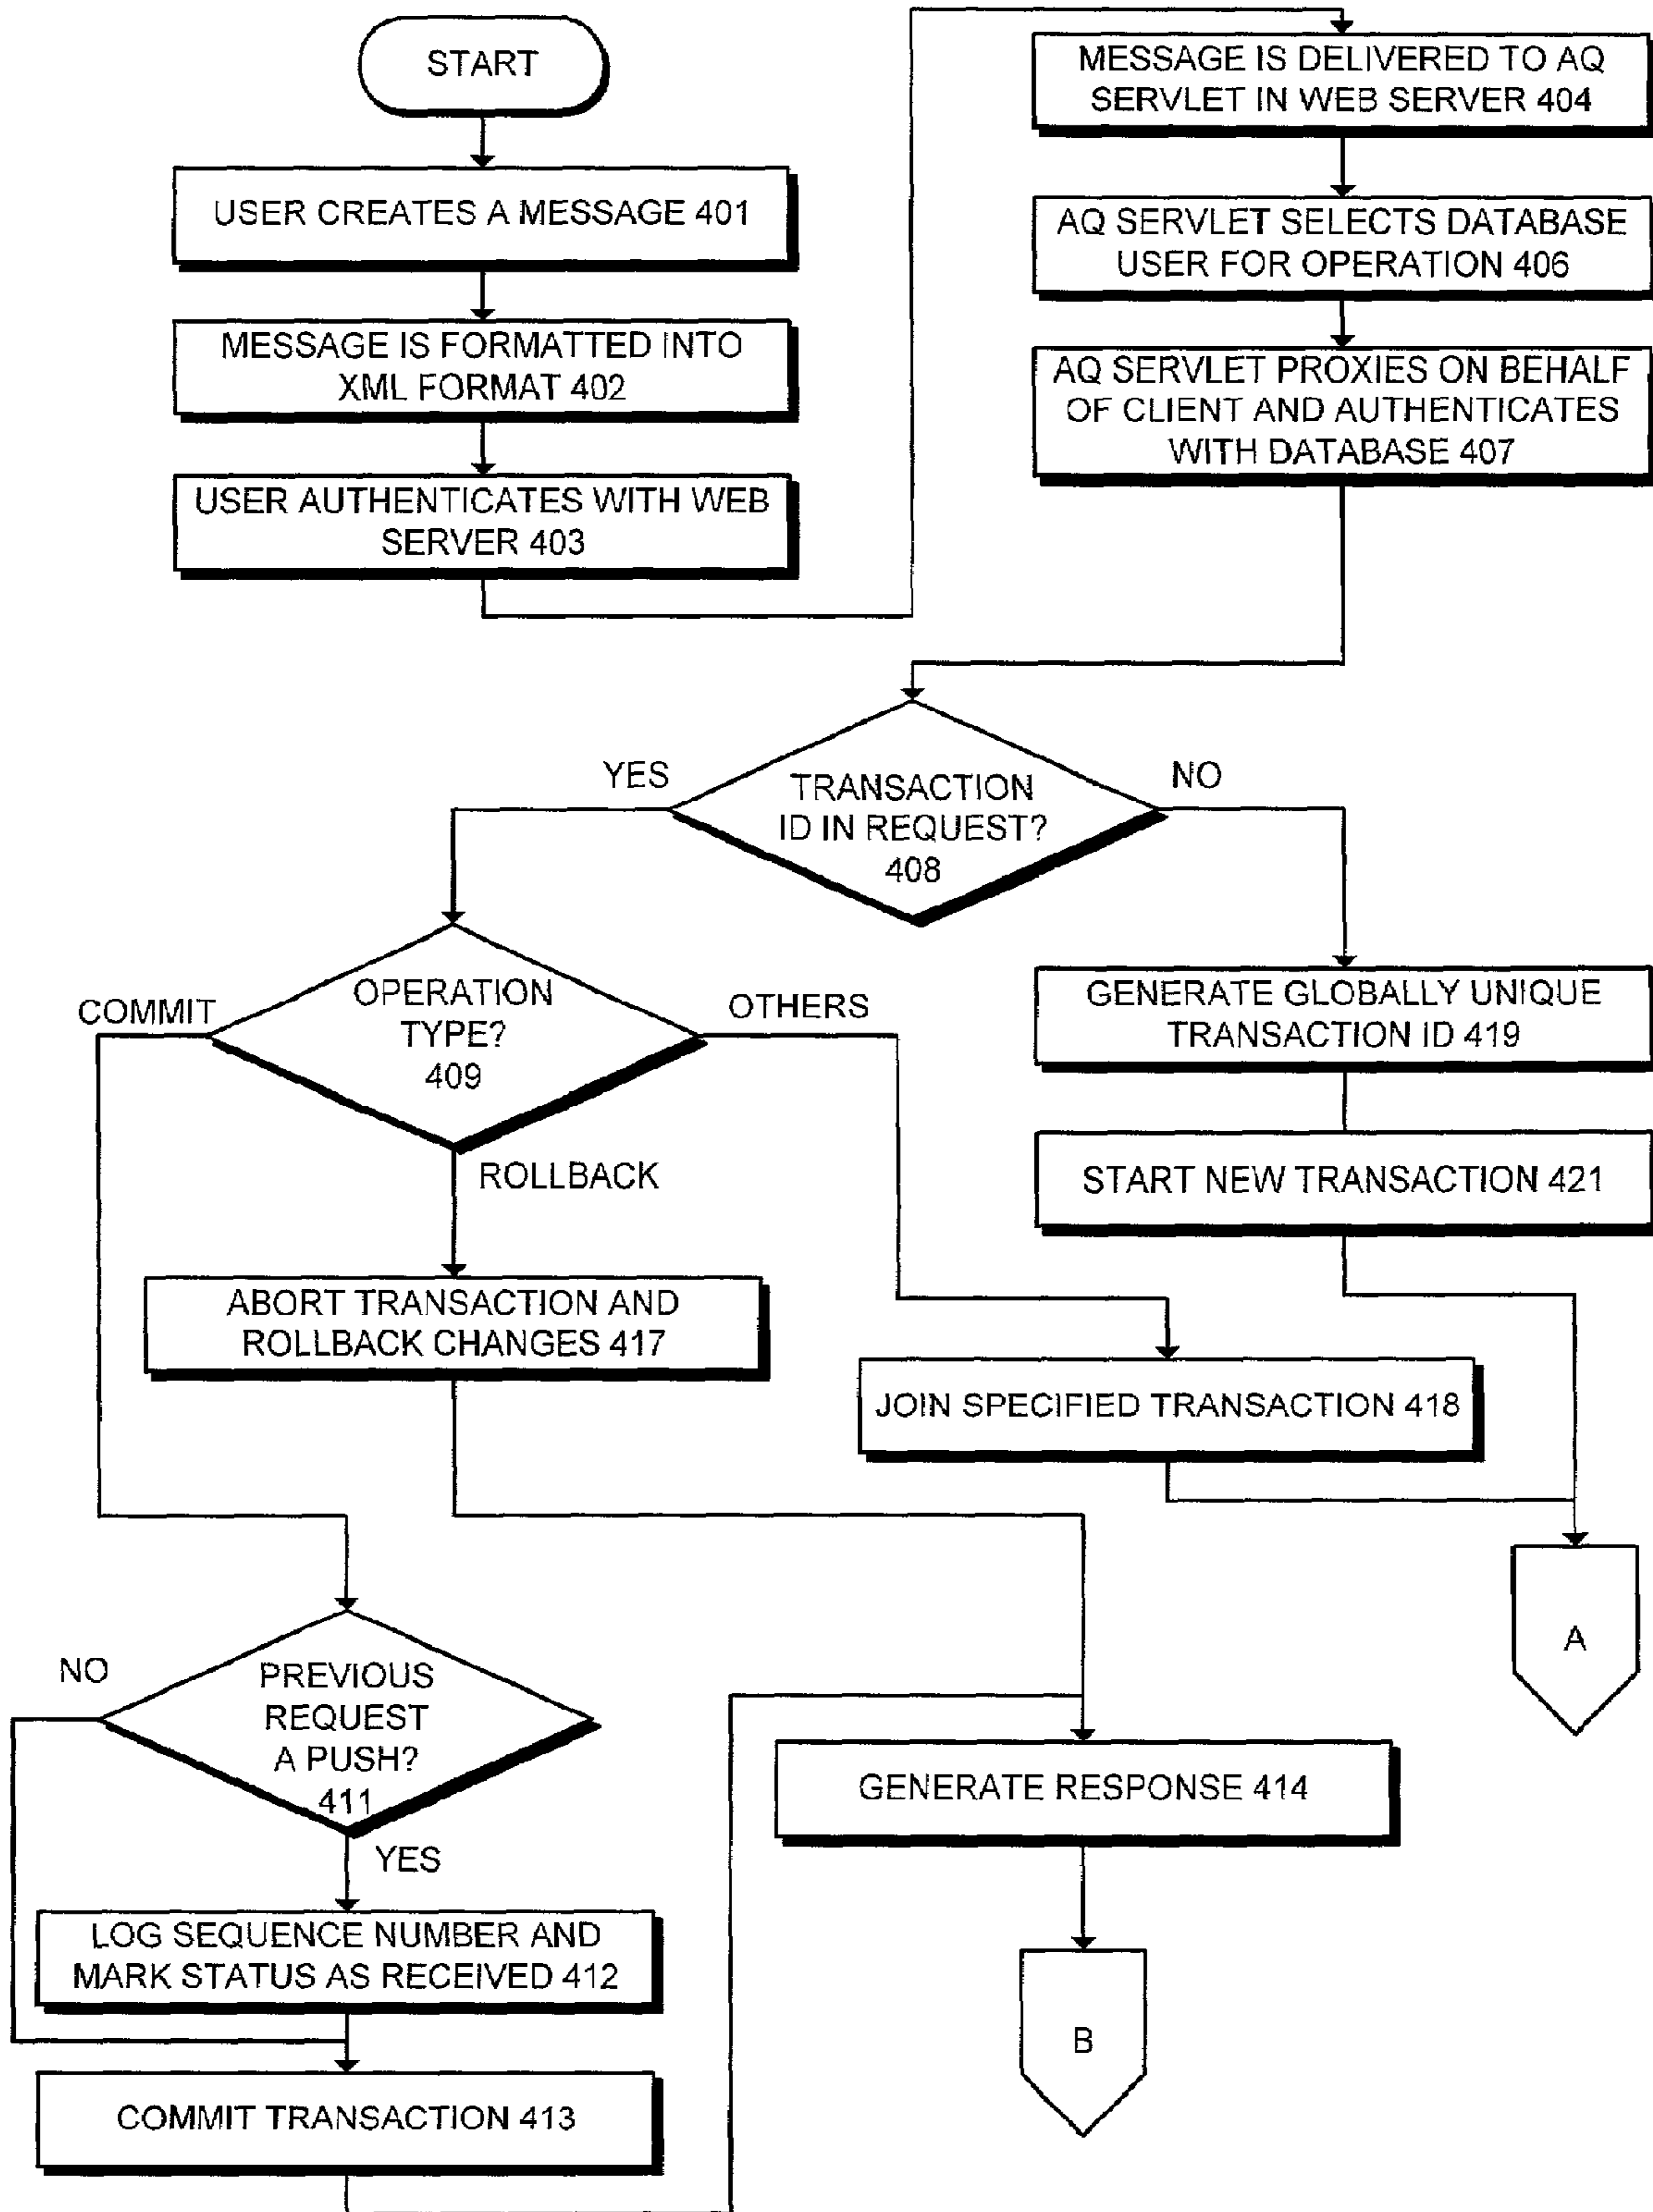 START
USER CREATES A MESSAGE 401
MESSAGE IS FORMATTED INTO
XML FORMAT 402
USER AUTHENTICATES WITH WEB
SERVER 403
MESSAGE IS DELIVERED TO AQ
SERVLET IN WEB SERVER 404
AQ SERVLET SELECTS DATABASE
USER FOR OPERATION 406
AQ SERVLET PROXIES ON BEHALF
OF CLIENT AND AUTHENTICATES
WITH DATABASE 407
YES
TRANSACTION
ID IN REQUEST?
408
NO
COMMIT
OPERATION
TYPE?
409
OTHERS
ROLLBACK
GENERATE GLOBALLY UNIQUE
TRANSACTION ID 419
START NEW TRANSACTION 421
ABORT TRANSACTION AND
ROLLBACK CHANGES 417
JOIN SPECIFIED TRANSACTION 418
A
NO
PREVIOUS
REQUEST
A PUSH?
411
YES
GENERATE RESPONSE 414
LOG SEQUENCE NUMBER AND
MARK STATUS AS RECEIVED 412
B
COMMIT TRANSACTION 413